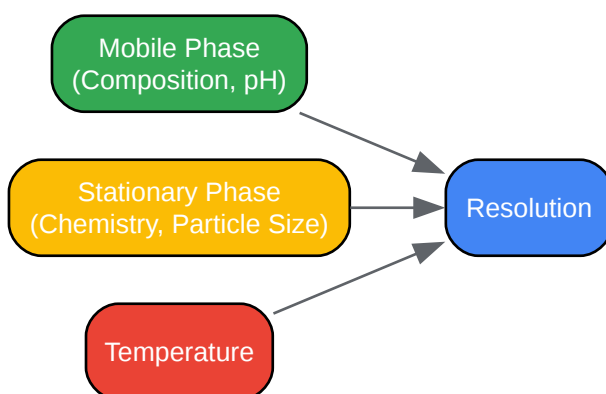 Mobile Phase
(Composition, pH)
Stationary Phase
(Chemistry, Particle Size)
Resolution
Temperature